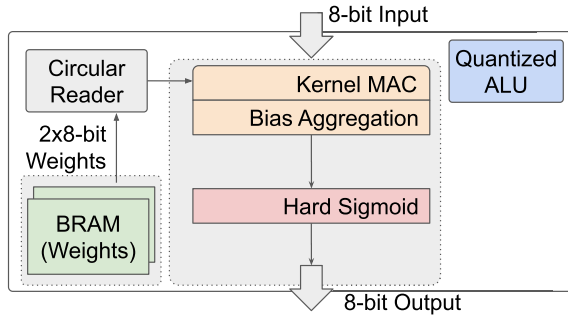 8-bit Input
Circular
Reader
Kernel MAC
Bias Aggregation
Quantized
ALU
2x8-bit
Weights
Hard Sigmoid
BRAM
(Weights)
8-bit Output